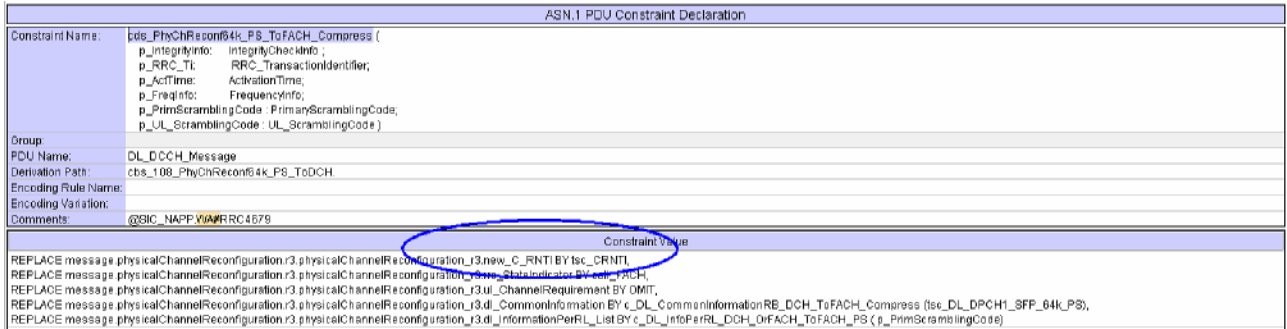 ASN.1 PDU Constraint Declaration
Constraint Name: cds_PhyChReconf64k_PS_ToFACH_Compress (
p_IntegrityInfo: IntegrityCheckInfo ;
p_RRC_Ti: RRC_TransactionIdentifier;
p_ActTime: ActivationTime;
p_FreqInfo: FrequencyInfo;
p_PrimScramblingCode : PrimaryScramblingCode;
p_UL_ScramblingCode : UL_ScramblingCode )
Group:
PDU Name: DL_DCCH_Message
Derivation Path: cbs_108_PhyChReconf64k_PS_ToDCH.
Encoding Rule Name:
Encoding Variation:
Comments: @SIC_NAPP.WA#RRC4679
Constraint Value
REPLACE message.physicalChannelReconfiguration.r3.physicalChannelReconfiguration_r3.new_C_RNTI BY tsc_CRNTI,
REPLACE message.physicalChannelReconfiguration.r3.physicalChannelReconfiguration_r3.rrc_StateIndicator BY cell_FACH,
REPLACE message.physicalChannelReconfiguration.r3.physicalChannelReconfiguration_r3.ul_ChannelRequirement BY OMIT,
REPLACE message.physicalChannelReconfiguration.r3.physicalChannelReconfiguration_r3.dl_CommonInformation BY c_DL_CommonInformationRB_DCH_ToFACH_Compress (tsc_DL_DPCH1_SFP_64k_PS),
REPLACE message.physicalChannelReconfiguration.r3.physicalChannelReconfiguration_r3.dl_InformationPerRL_List BY c_DL_InfoPerRL_DCH_OrFACH_ToFACH_PS ( p_PrimScramblingCode)